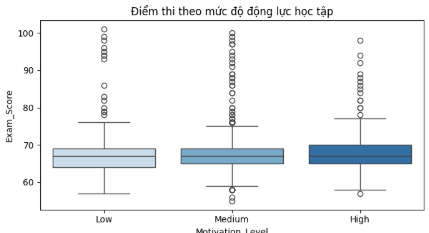 Điểm thi theo mức độ động lực học tập
100
90
80
70
60
Exam_Score
Low Medium High
Motivation_Level